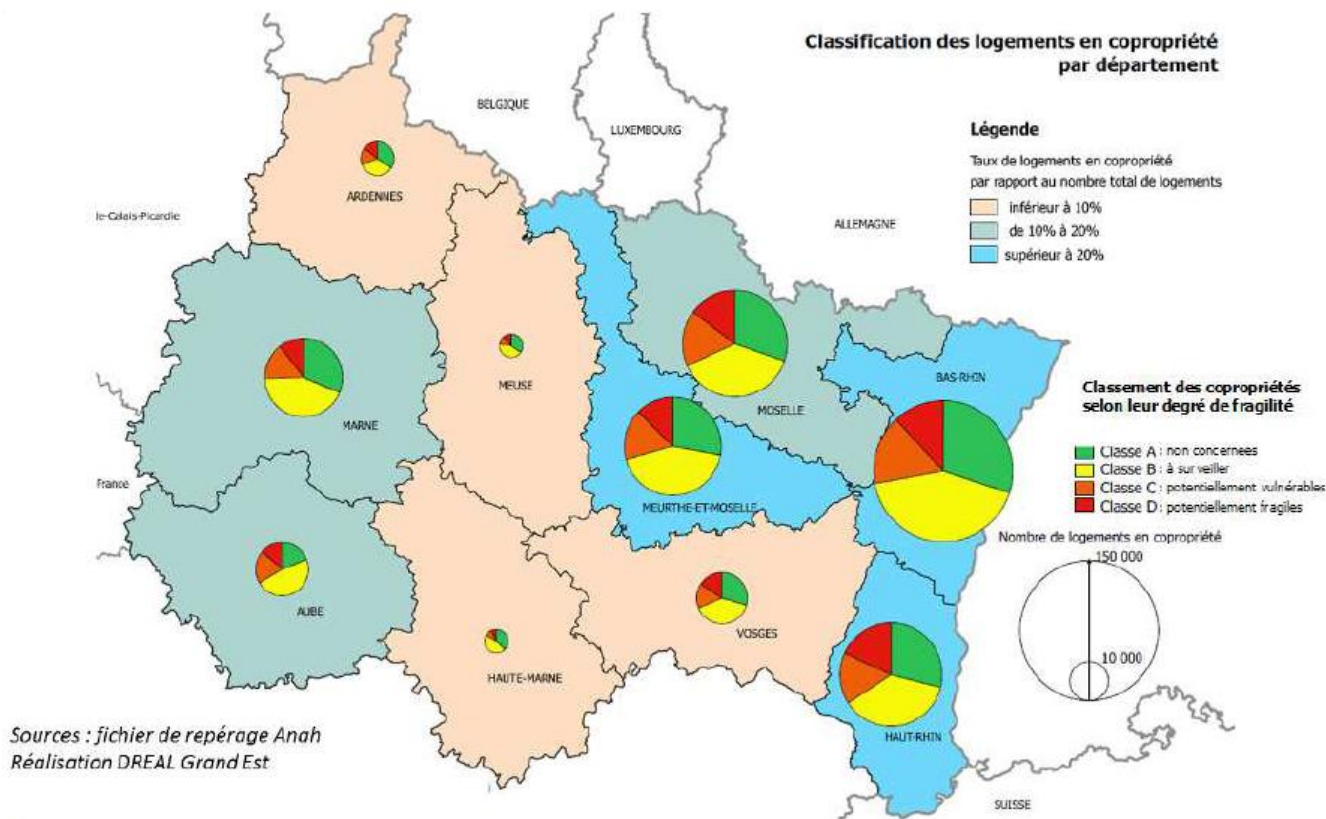 Classification des logements en copropriété
par département
BELGIQUE
LUXEMBOURG
Légende
Taux de logements en copropriété
par rapport au nombre total de logements
inférieur à 10%
de 10% à 20%
supérieur à 20%
ARDENNES
le-Calais-Picardie
ALLEMAGNE
MEUSE
BAS-RHIN
MARNE
MOSELLE
Classement des copropriétés
selon leur degré de fragilité
Classe A : non concernees
Classe B : à surveiller
Classe C : potentiellement vulnérables
Classe D : potentiellement fragiles
France
MEURTHE-ET-MOSELLE
Nombre de logements en copropriété
150 000
10 000
AUBE
VOSGES
HAUTE-MARNE
HAUT-RHIN
Sources : fichier de repérage Anah
Réalisation DREAL Grand Est
SUISSE